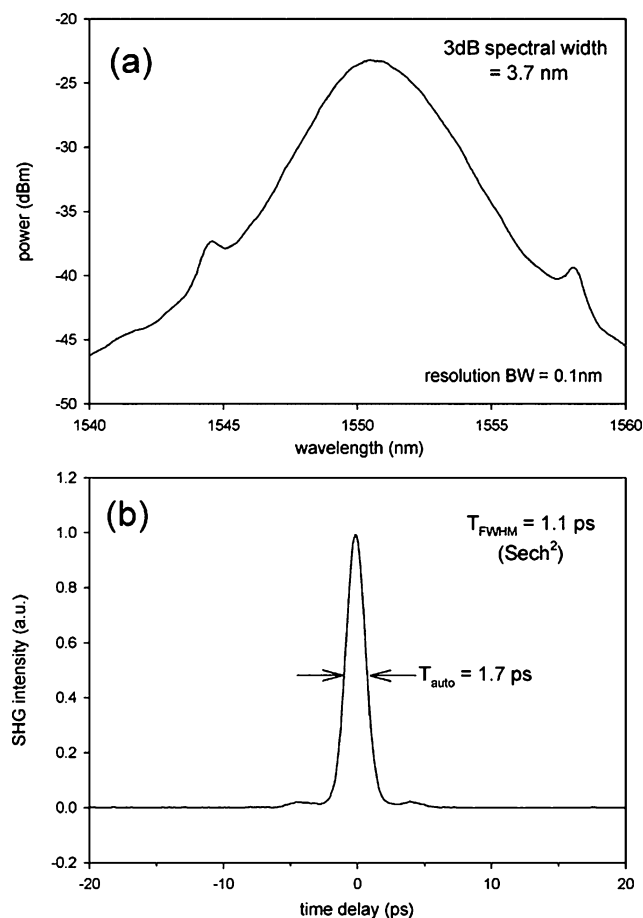 -20
(a)
3dB spectral width
= 3.7 nm
-25
-30
power (dBm)
-35
-40
-45
resolution BW = 0.1nm
-50
1540 1545 1550 1555 1560
wavelength (nm)
1.2
(b)
T_FWHM = 1.1 ps
(Sech²)
1.0
0.8
SHG intensity (a.u.)
0.6
T_auto = 1.7 ps
0.4
0.2
0.0
-0.2
-20 -10 0 10 20
time delay (ps)